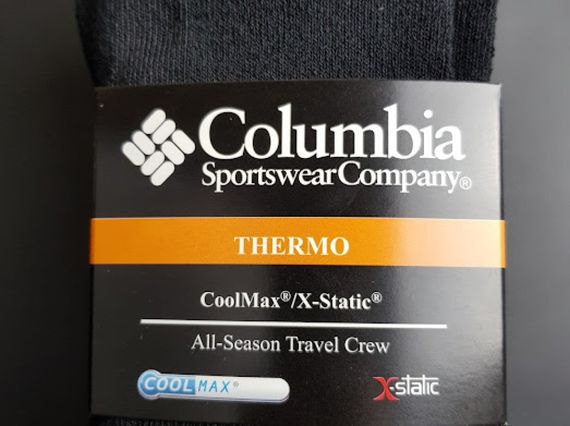 Columbia
Sportswear Company®
THERMO
CoolMax®/X-Static®
All-Season Travel Crew
COOLMAX® X-static